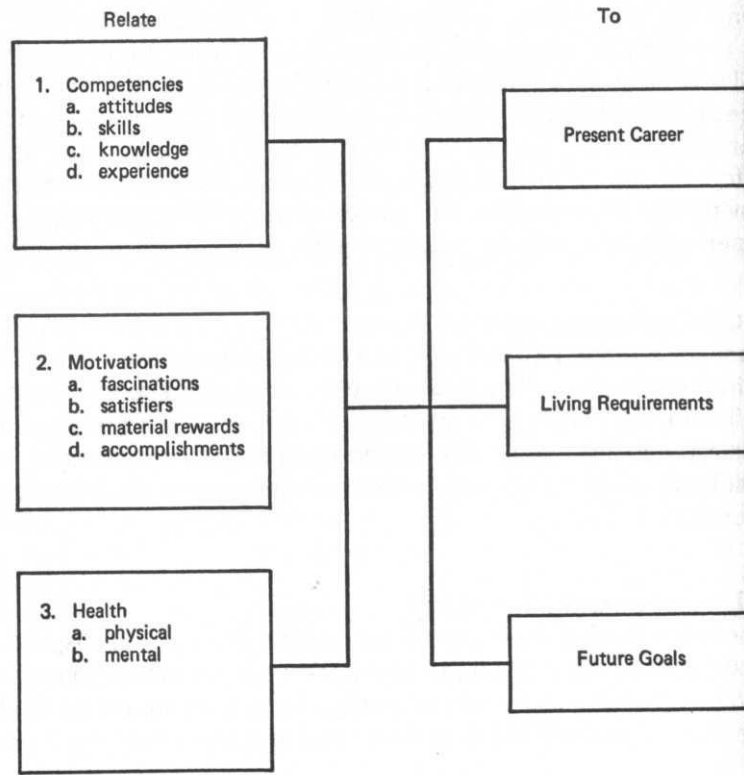 Relate
To
1. Competencies
a. attitudes
b. skills
c. knowledge
d. experience
Present Career
2. Motivations
a. fascinations
b. satisfiers
c. material rewards
d. accomplishments
Living Requirements
3. Health
a. physical
b. mental
Future Goals